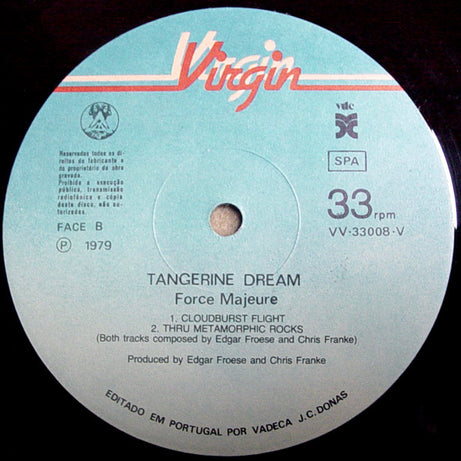 Virgin
vdc
Reservados todos os di-
reitos do fabricante e
do proprietário da obra
gravada.
Proibida a execução
pública, transmissão
radiofónica e cópia
deste disco, não au-
torizadas.
SPA
FACE B
33 rpm
Ⓟ 1979
VV-33008-V
TANGERINE DREAM
Force Majeure
1. CLOUDBURST FLIGHT
2. THRU METAMORPHIC ROCKS
(Both tracks composed by Edgar Froese and Chris Franke)
Produced by Edgar Froese and Chris Franke
EDITADO EM PORTUGAL POR VADECA J.C.DONAS